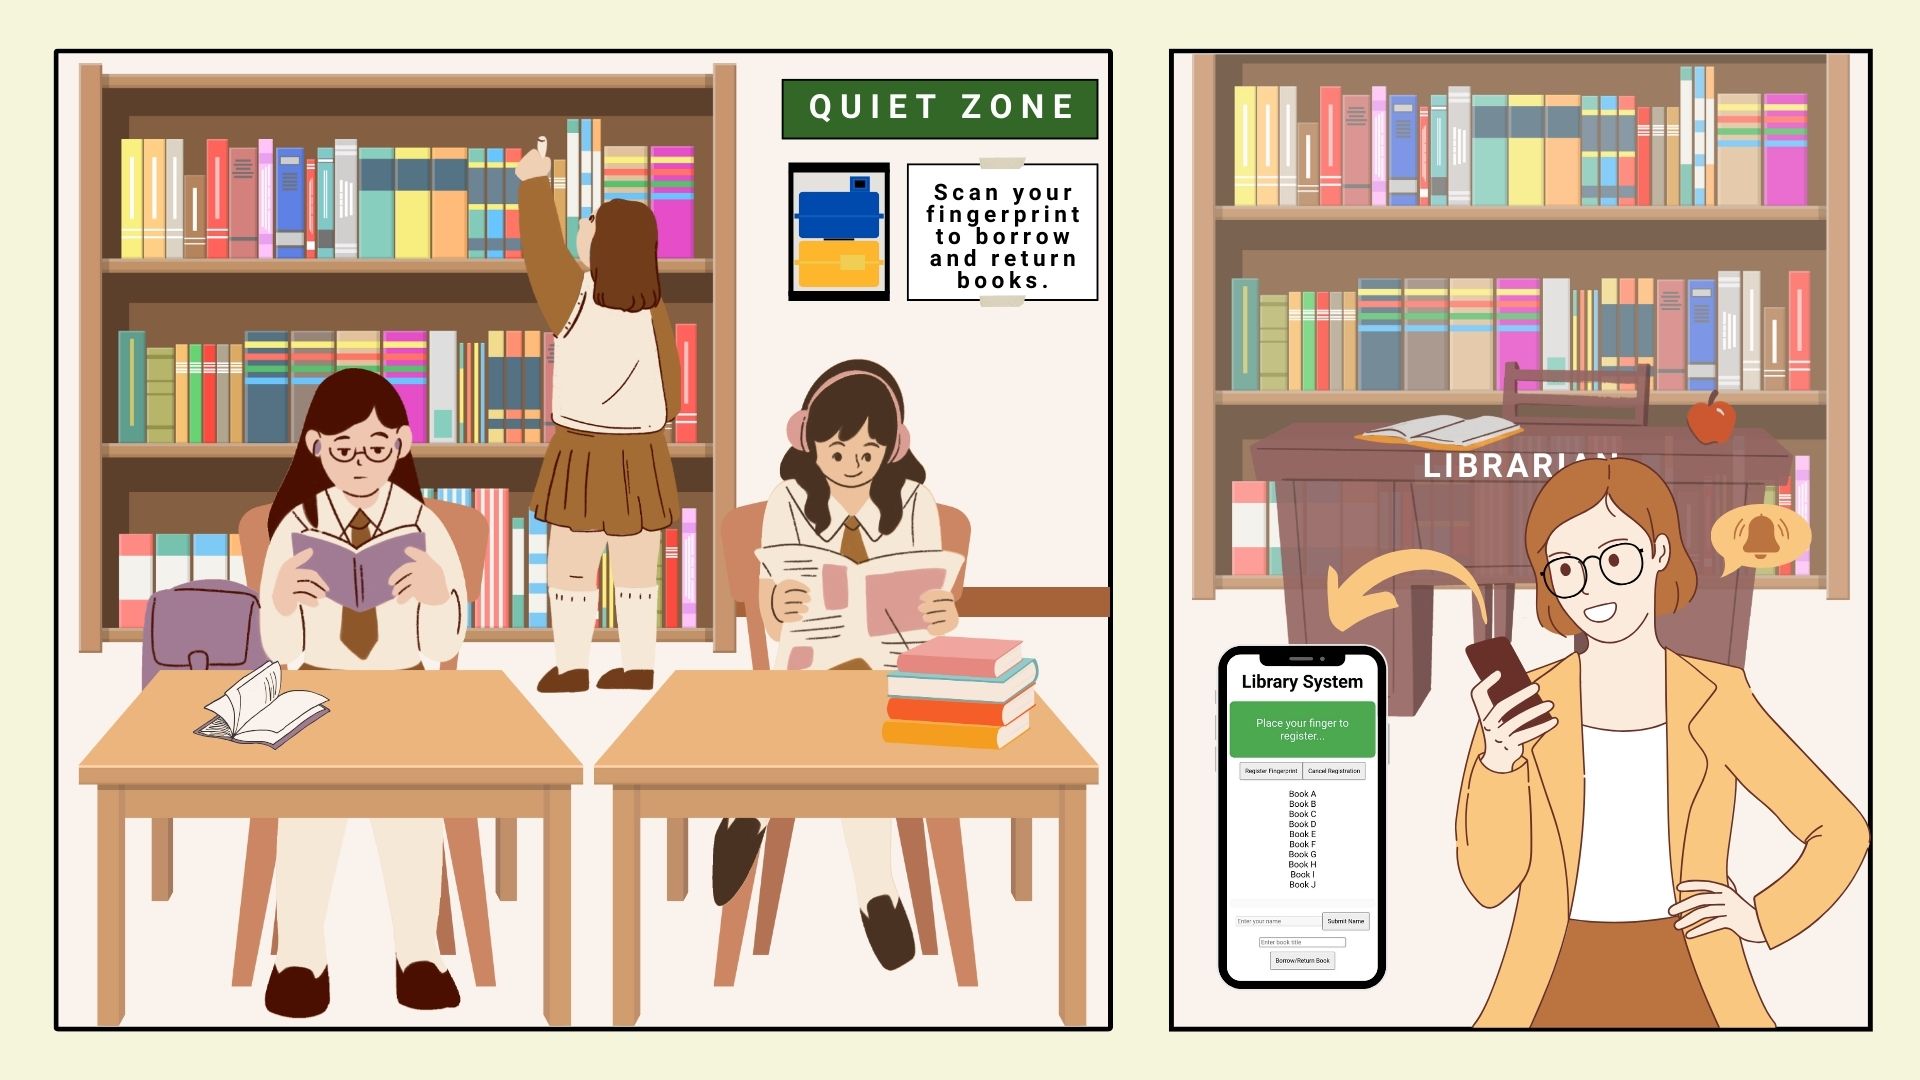 QUIET ZONE
Scan your
fingerprint
to borrow
and return
books.
LIBRARIAN
Library System
Place your finger to
register...
Register Fingerprint
Cancel Registration
Book A
Book B
Book C
Book D
Book E
Book F
Book G
Book H
Book I
Book J
Enter your name
Submit Name
Enter book title
Borrow/Return Book